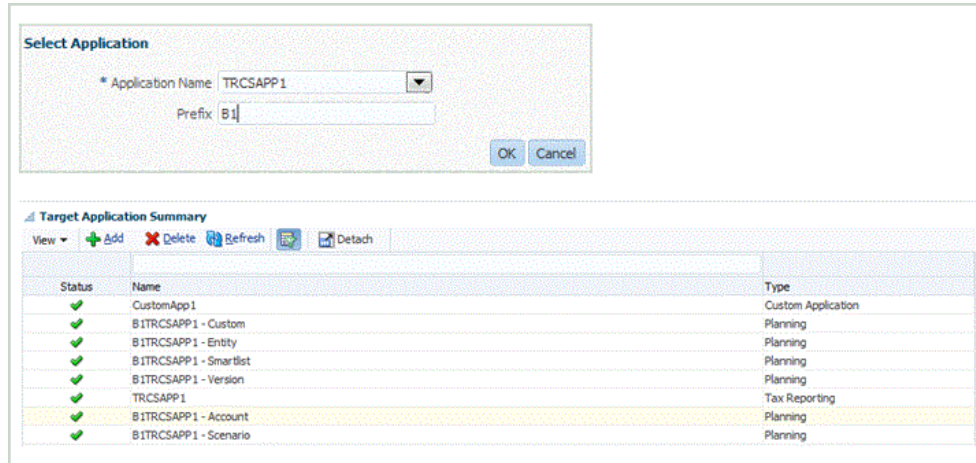 Select Application
* Application Name TRCSAPP1
Prefix B1
OK Cancel
Target Application Summary
View Add Delete Refresh Detach
Status Name Type
CustomApp1 Custom Application
B1TRCSAPP1 - Custom Planning
B1TRCSAPP1 - Entity Planning
B1TRCSAPP1 - Smartlist Planning
B1TRCSAPP1 - Version Planning
TRCSAPP1 Tax Reporting
B1TRCSAPP1 - Account Planning
B1TRCSAPP1 - Scenario Planning